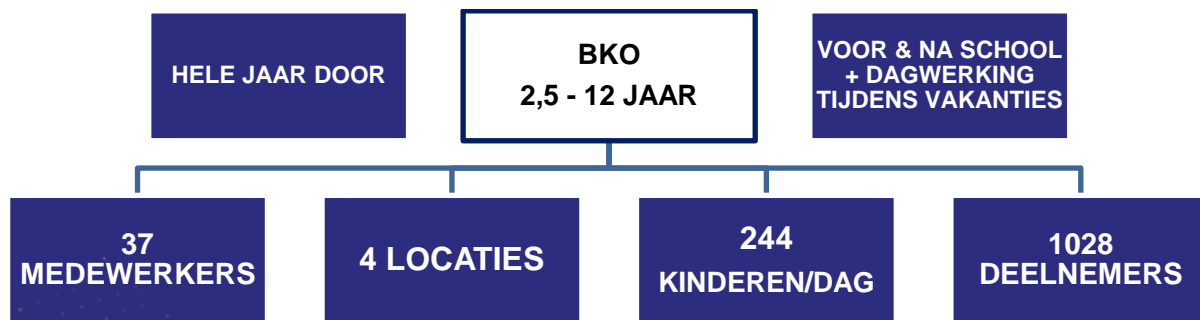 HELE JAAR DOOR
BKO
2,5 - 12 JAAR
VOOR & NA SCHOOL
+ DAGWERKING
TIJDENS VAKANTIES
37
MEDEWERKERS
4 LOCATIES
244
KINDEREN/DAG
1028
DEELNEMERS